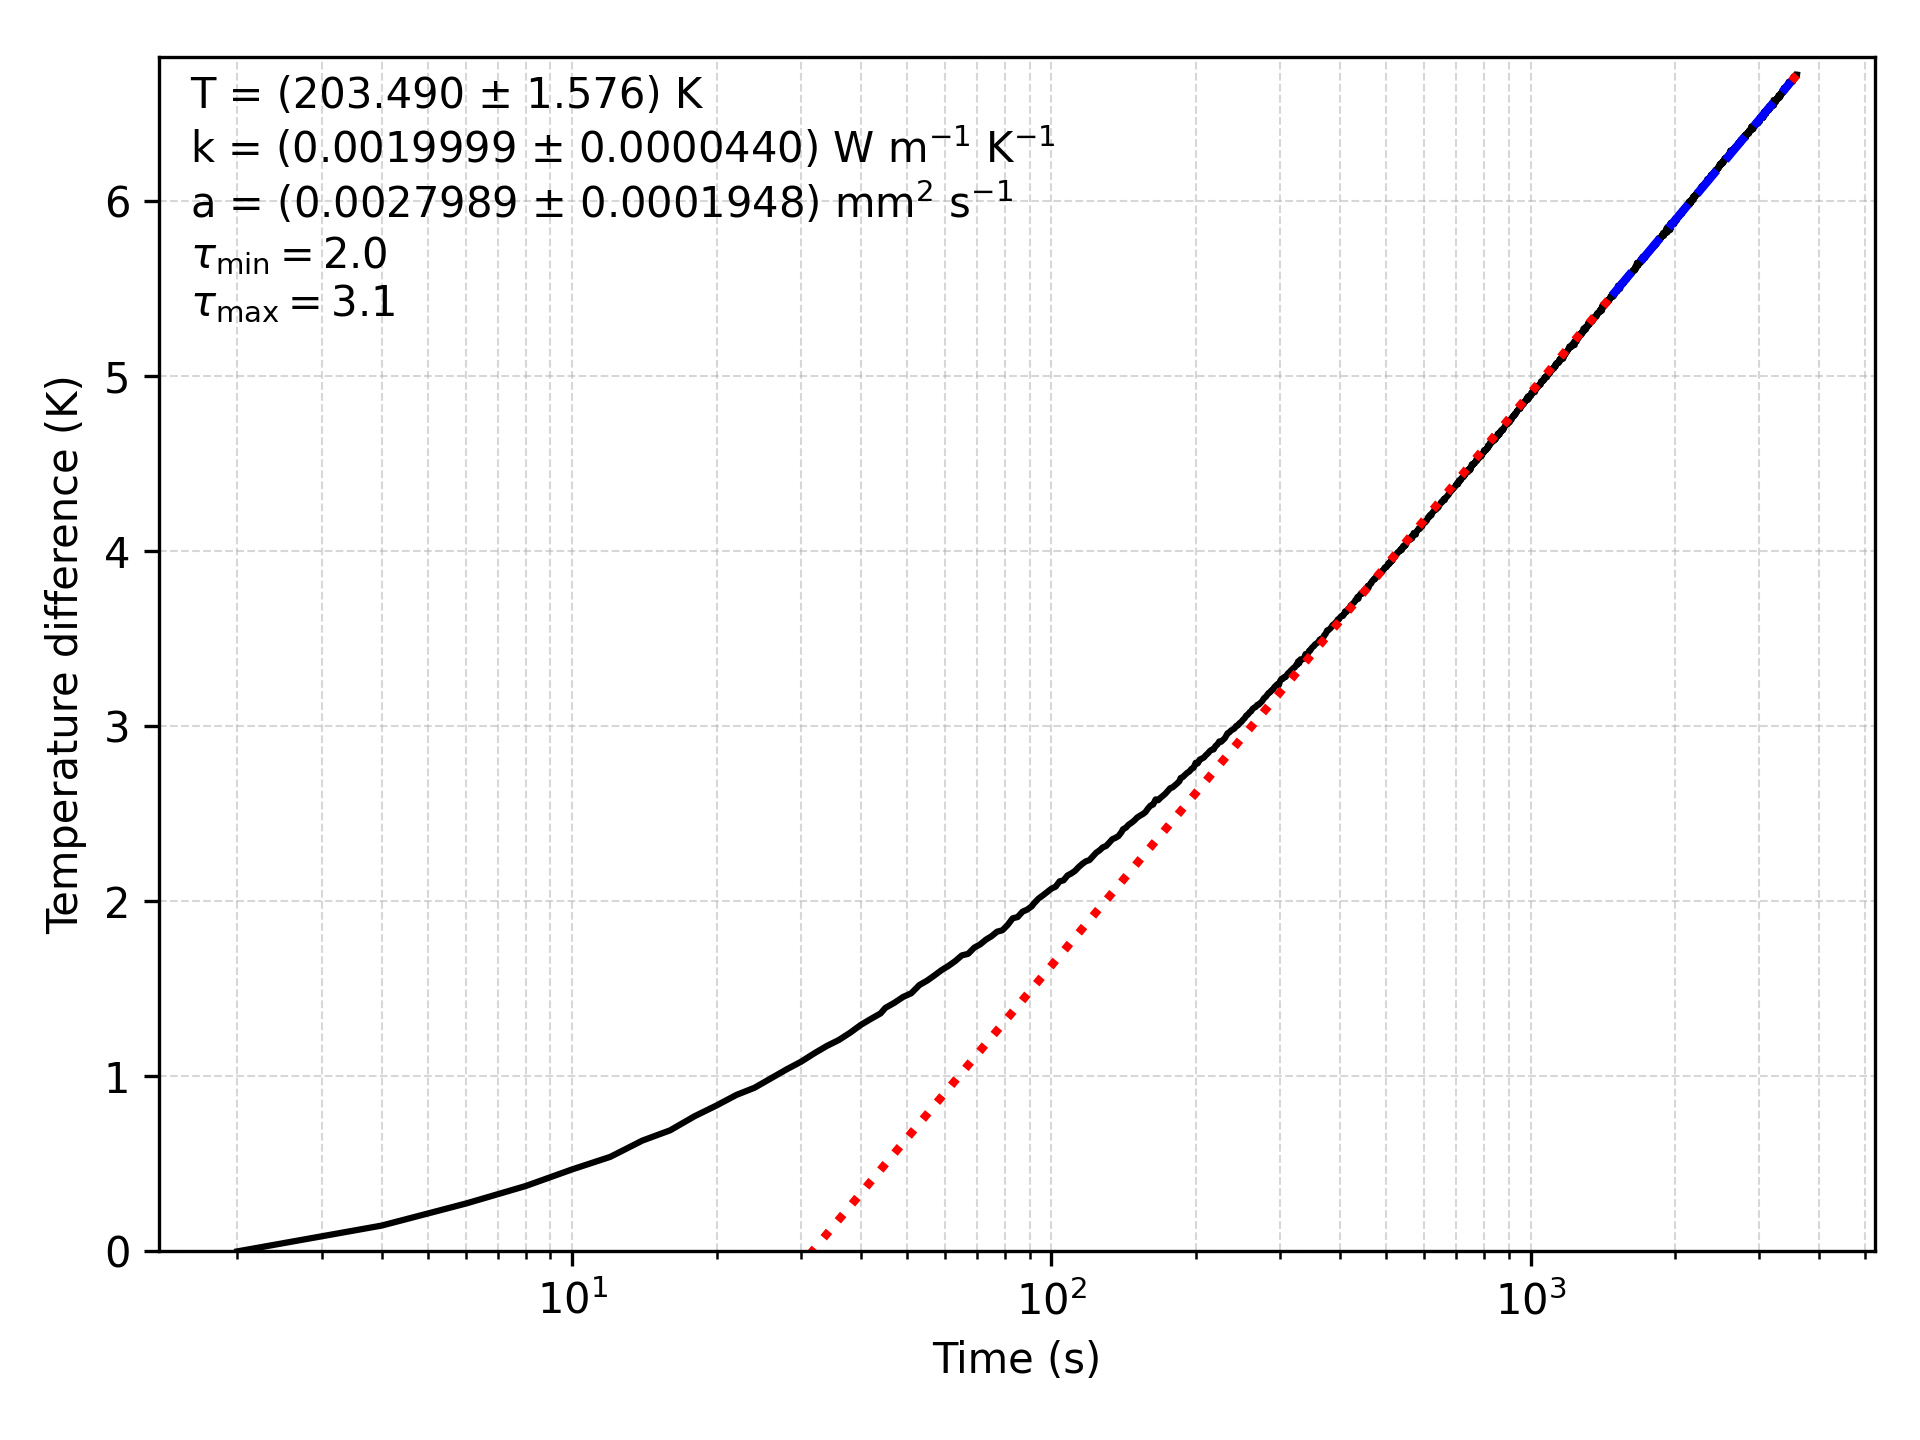 T = (203.490 ± 1.576) K
k = (0.0019999 ± 0.0000440) W m⁻¹ K⁻¹
a = (0.0027989 ± 0.0001948) mm² s⁻¹
τmin = 2.0
τmax = 3.1
6
5
4
3
2
1
0
Temperature difference (K)
10¹ 10² 10³
Time (s)